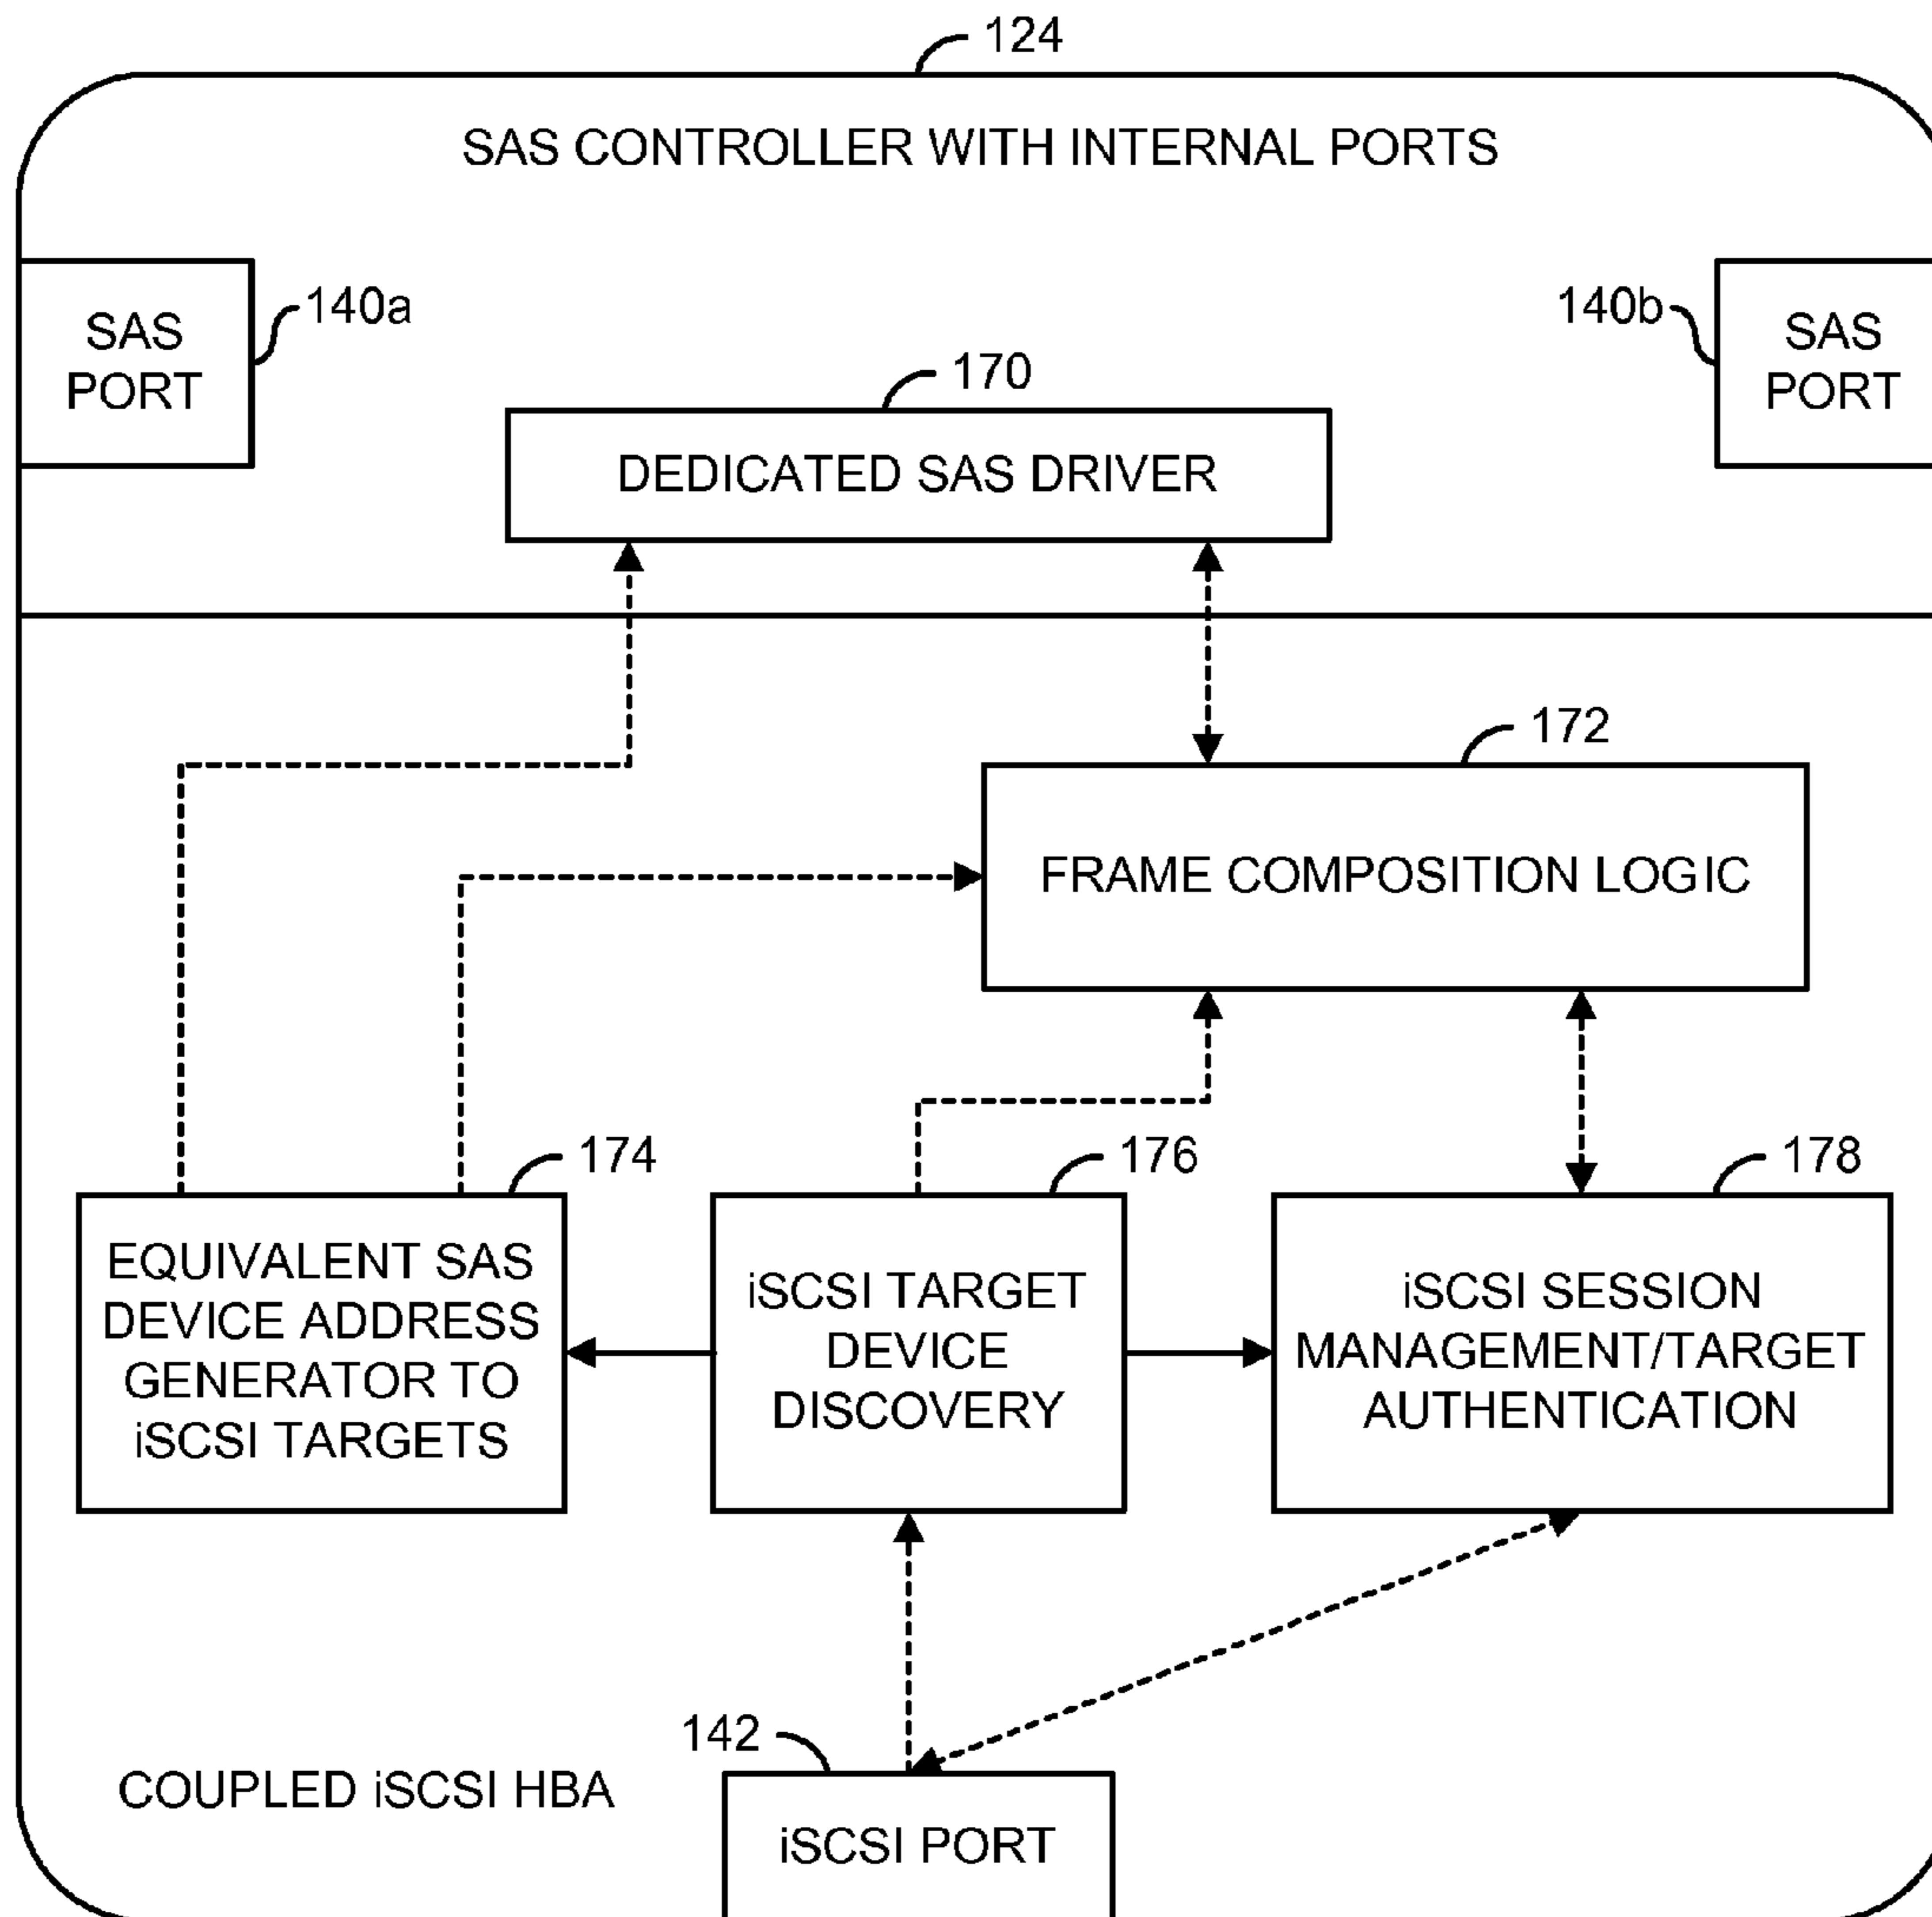 124
SAS CONTROLLER WITH INTERNAL PORTS
SAS
PORT
140a
140b
SAS
PORT
170
DEDICATED SAS DRIVER
172
FRAME COMPOSITION LOGIC
174
EQUIVALENT SAS
DEVICE ADDRESS
GENERATOR TO
iSCSI TARGETS
176
iSCSI TARGET
DEVICE
DISCOVERY
178
iSCSI SESSION
MANAGEMENT/TARGET
AUTHENTICATION
142
COUPLED iSCSI HBA
iSCSI PORT